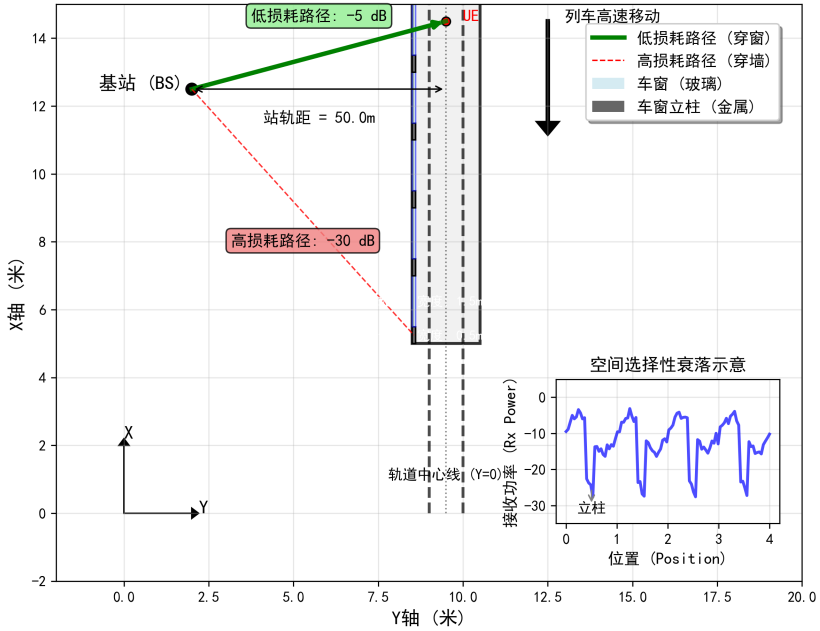 低损耗路径: -5 dB
UE
列车高速移动
低损耗路径 (穿窗)
高损耗路径 (穿墙)
车窗 (玻璃)
车窗立柱 (金属)
基站 (BS)
站轨距 = 50.0m
高损耗路径: -30 dB
X轴 (米)
14
12
10
8
6
4
2
0
−2
X
Y
轨道中心线 (Y=0)
空间选择性衰落示意
接收功率 (Rx Power)
0
−10
−20
−30
立柱
0
1
2
3
4
位置 (Position)
0.0
2.5
5.0
7.5
10.0
12.5
15.0
17.5
20.0
Y轴 (米)